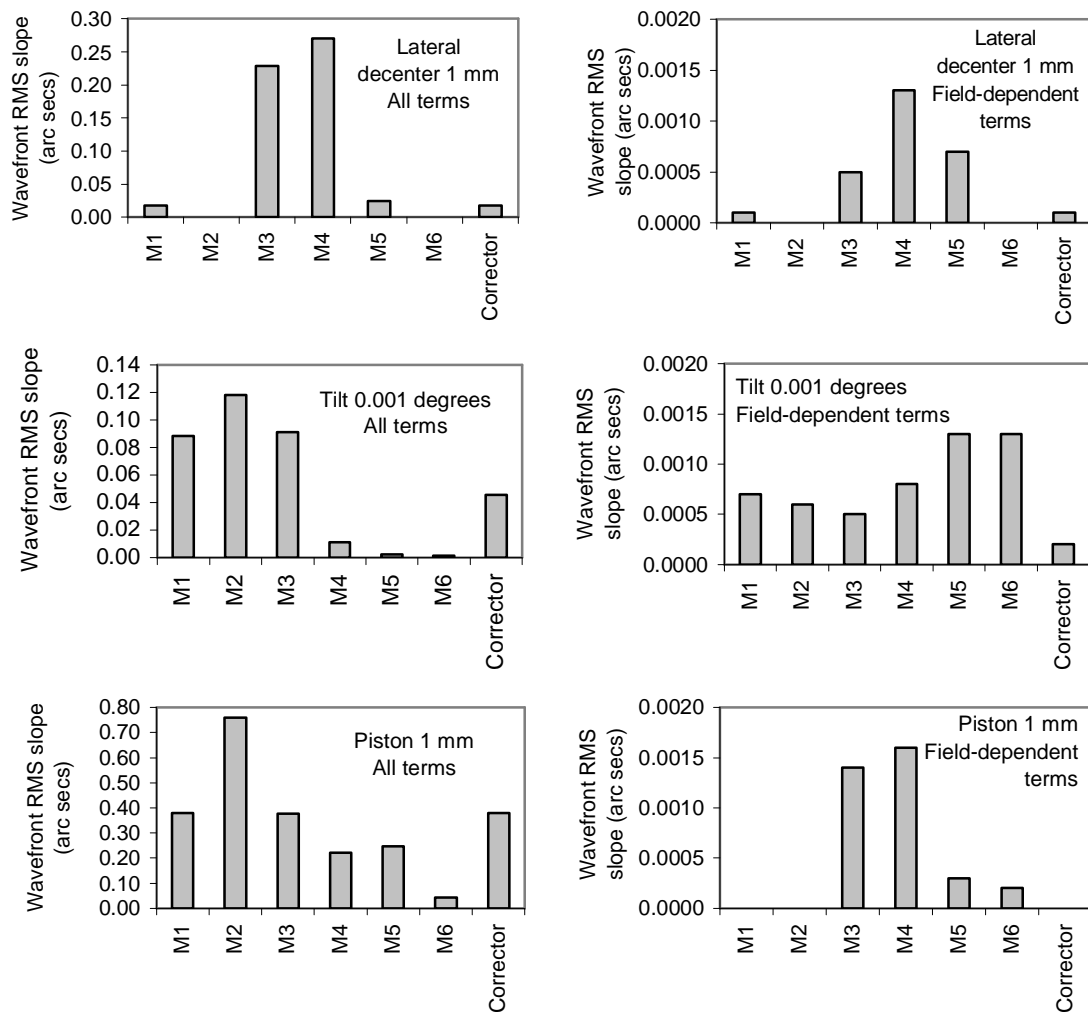 Wavefront RMS slope
(arc secs)
0.30
0.25
0.20
0.15
0.10
0.05
0.00
Lateral
decenter 1 mm
All terms
M1
M2
M3
M4
M5
M6
Corrector
Wavefront RMS
slope (arc secs)
0.0020
0.0015
0.0010
0.0005
0.0000
Lateral
decenter 1 mm
Field-dependent
terms
M1
M2
M3
M4
M5
M6
Corrector
Wavefront RMS slope
(arc secs)
0.14
0.12
0.10
0.08
0.06
0.04
0.02
0.00
Tilt 0.001 degrees
All terms
M1
M2
M3
M4
M5
M6
Corrector
Wavefront RMS
slope (arc secs)
0.0020
0.0015
0.0010
0.0005
0.0000
Tilt 0.001 degrees
Field-dependent terms
M1
M2
M3
M4
M5
M6
Corrector
Wavefront RMS slope
(arc secs)
0.80
0.70
0.60
0.50
0.40
0.30
0.20
0.10
0.00
Piston 1 mm
All terms
M1
M2
M3
M4
M5
M6
Corrector
Wavefront RMS
slope (arc secs)
0.0020
0.0015
0.0010
0.0005
0.0000
Piston 1 mm
Field-dependent
terms
M1
M2
M3
M4
M5
M6
Corrector